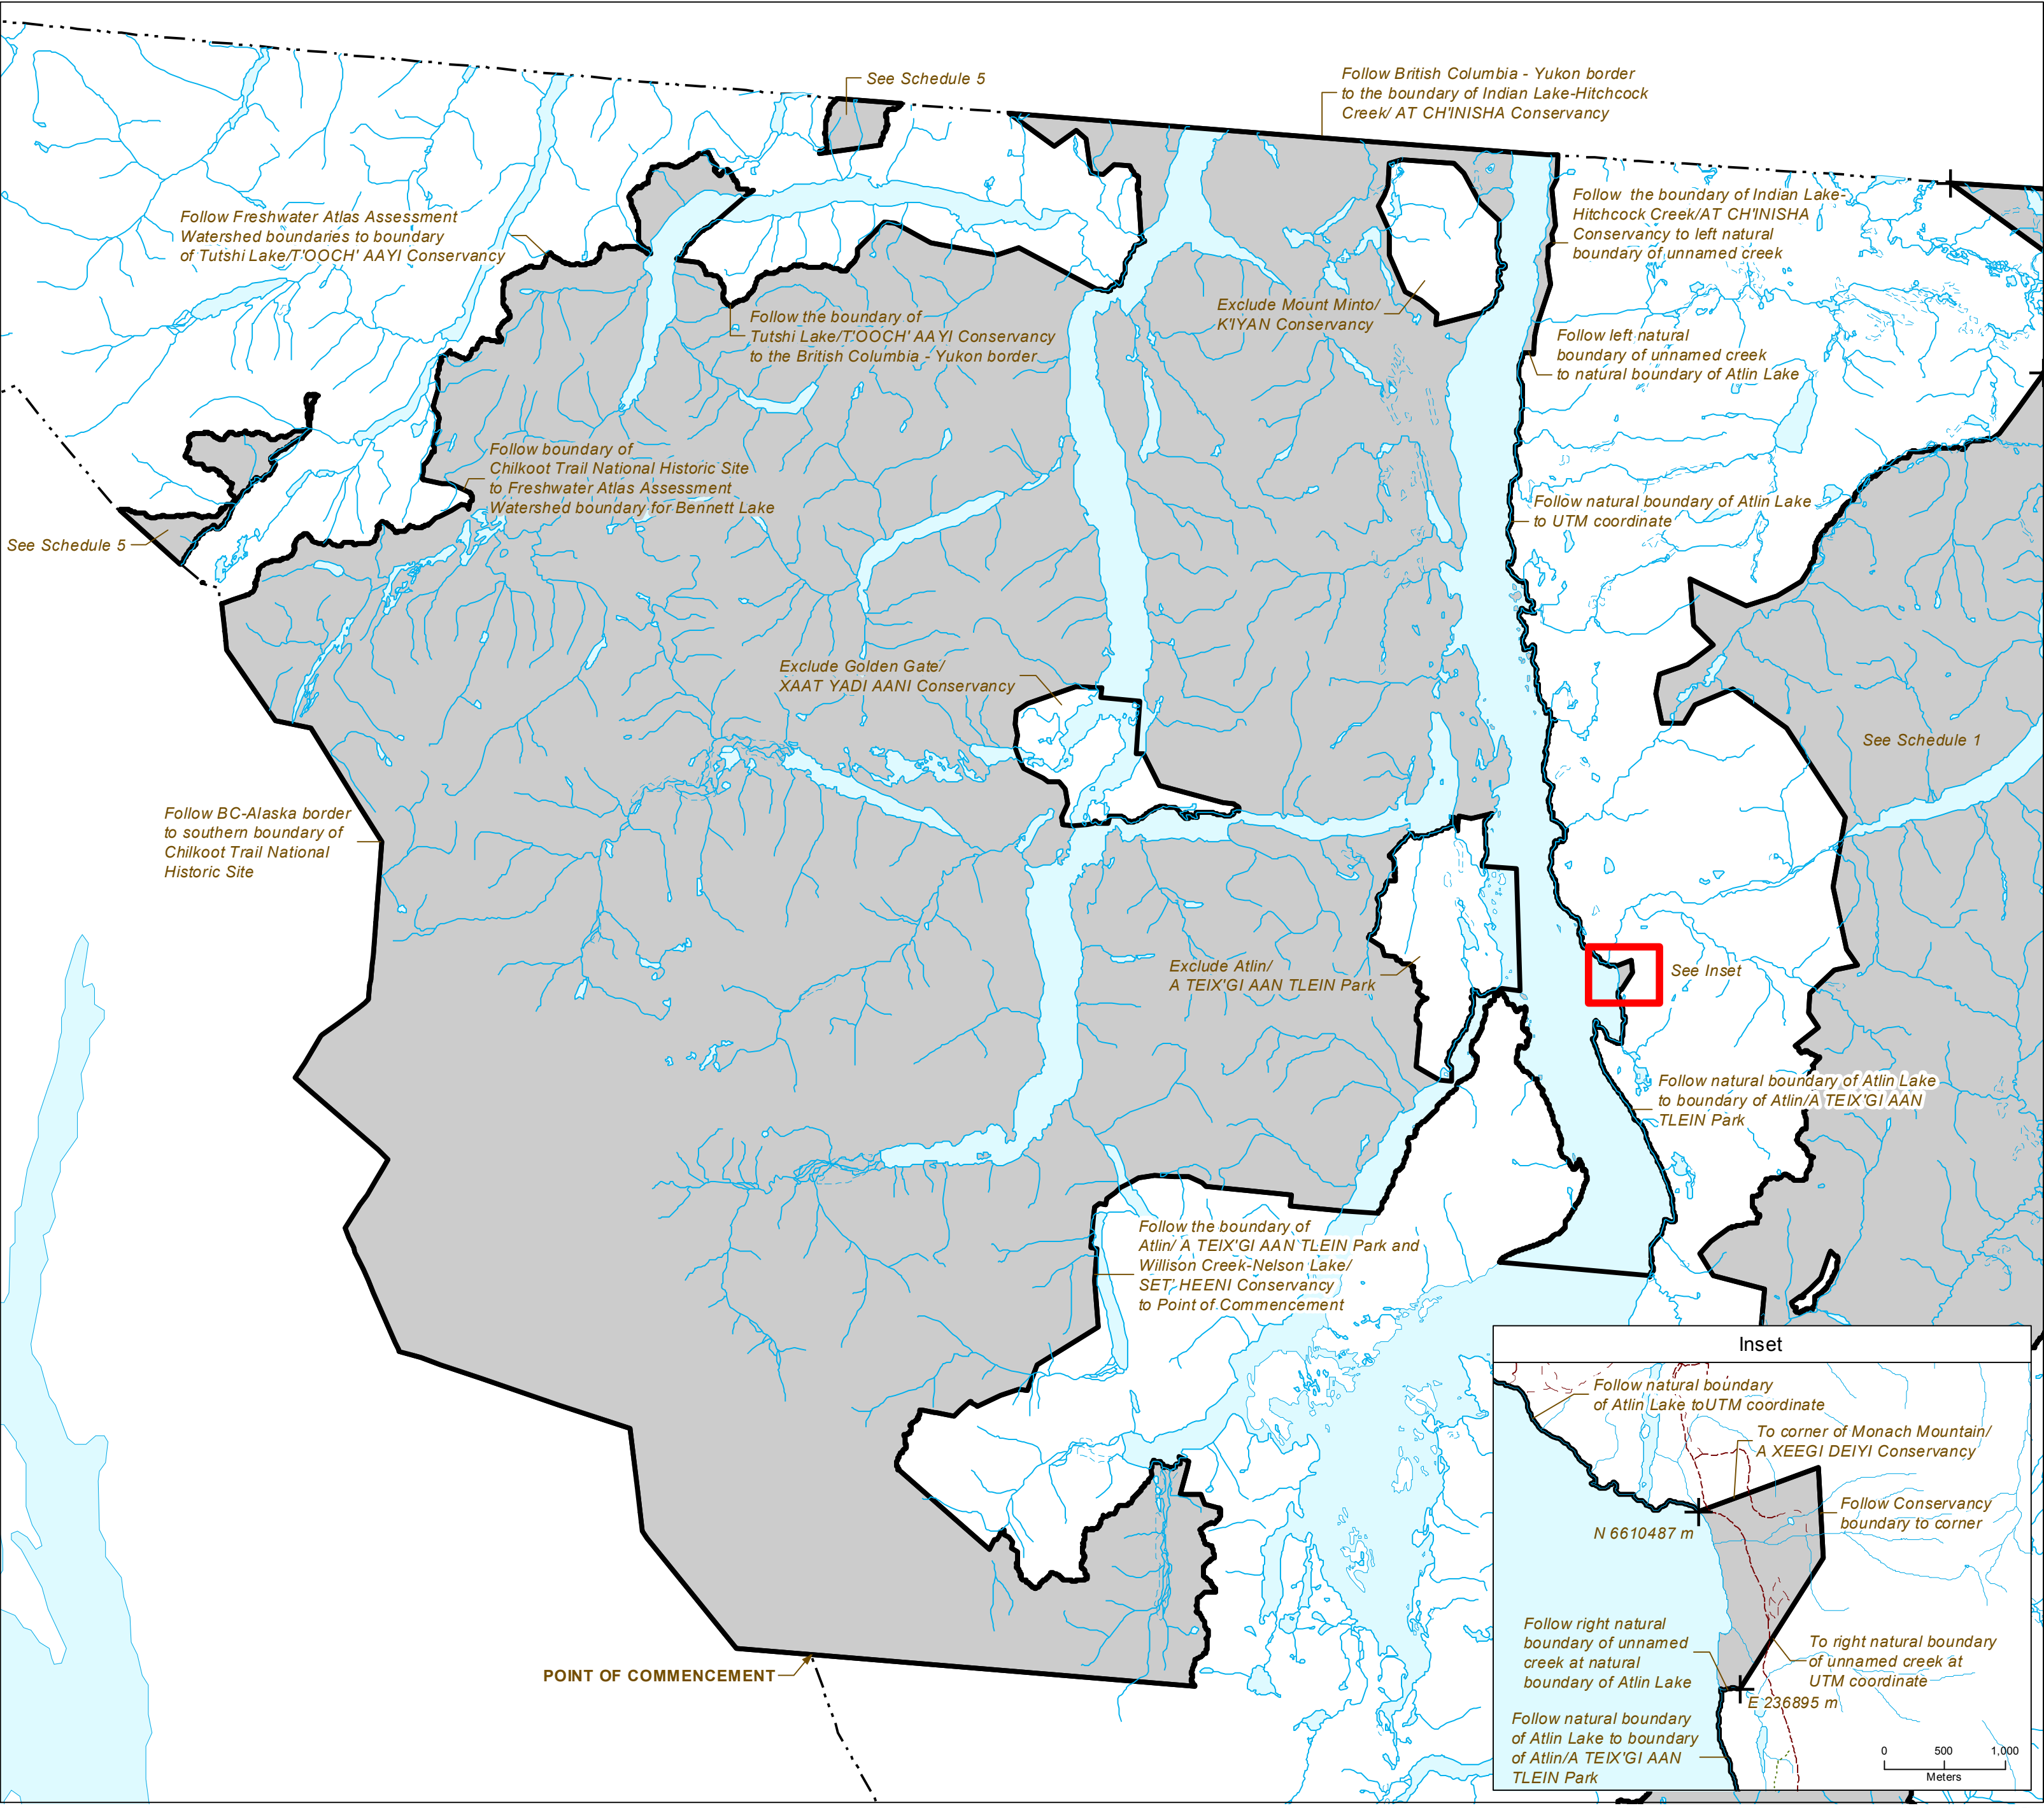 See Schedule 5
Follow British Columbia - Yukon border
to the boundary of Indian Lake-Hitchcock
Creek/ AT CH'INISHA Conservancy
Follow Freshwater Atlas Assessment
Watershed boundaries to boundary
of Tutshi Lake/T'OOCH' AAYI Conservancy
Follow the boundary of Indian Lake-
Hitchcock Creek/AT CH'INISHA
Conservancy to left natural
boundary of unnamed creek
Exclude Mount Minto/
K'IYAN Conservancy
Follow the boundary of
Tutshi Lake/T'OOCH' AAYI Conservancy
to the British Columbia - Yukon border
Follow left natural
boundary of unnamed creek
to natural boundary of Atlin Lake
Follow boundary of
Chilkoot Trail National Historic Site
to Freshwater Atlas Assessment
Watershed boundary for Bennett Lake
Follow natural boundary of Atlin Lake
to UTM coordinate
See Schedule 5
Exclude Golden Gate/
XAAT YADI AANI Conservancy
See Schedule 1
Follow BC-Alaska border
to southern boundary of
Chilkoot Trail National
Historic Site
Exclude Atlin/
A TEIX'GI AAN TLEIN Park
See Inset
Follow natural boundary of Atlin Lake
to boundary of Atlin/A TEIX'GI AAN
TLEIN Park
Follow the boundary of
Atlin/ A TEIX'GI AAN TLEIN Park and
Willison Creek-Nelson Lake/
SET' HEENI Conservancy
to Point of Commencement
POINT OF COMMENCEMENT
Inset
Follow natural boundary
of Atlin Lake toUTM coordinate
To corner of Monach Mountain/
A XEEGI DEIYI Conservancy
Follow Conservancy
boundary to corner
N 6610487 m
Follow right natural
boundary of unnamed
creek at natural
boundary of Atlin Lake
To right natural boundary
of unnamed creek at
UTM coordinate
E 236895 m
Follow natural boundary
of Atlin Lake to boundary
of Atlin/A TEIX'GI AAN
TLEIN Park
0 500 1,000
Meters